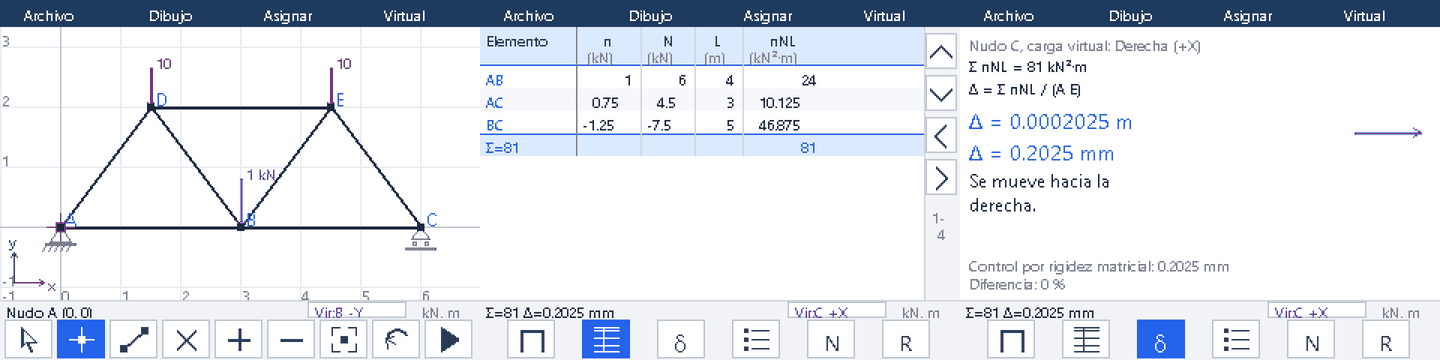 Archivo Dibujo Asignar Virtual
3
10 10
2
D E
1
1 kN
A B C
y
x
-1
-1 0 1 2 3 4 5 6
Nudo A (0, 0) Vir:B -Y kN, m
Archivo Dibujo Asignar Virtual
Elemento n N L nNL
(kN) (kN) (m) (kN²·m)
AB 1 6 4 24
AC 0.75 4.5 3 10.125
BC -1.25 -7.5 5 46.875
Σ=81 81
1-
4
Σ=81 Δ=0.2025 mm Vir:C +X kN, m
δ N R
Archivo Dibujo Asignar Virtual
Nudo C, carga virtual: Derecha (+X)
Σ nNL = 81 kN²·m
Δ = Σ nNL / (A E)
Δ = 0.0002025 m
Δ = 0.2025 mm
Se mueve hacia la
derecha.
Control por rigidez matricial: 0.2025 mm
Diferencia: 0 %
Σ=81 Δ=0.2025 mm Vir:C +X kN, m
δ N R